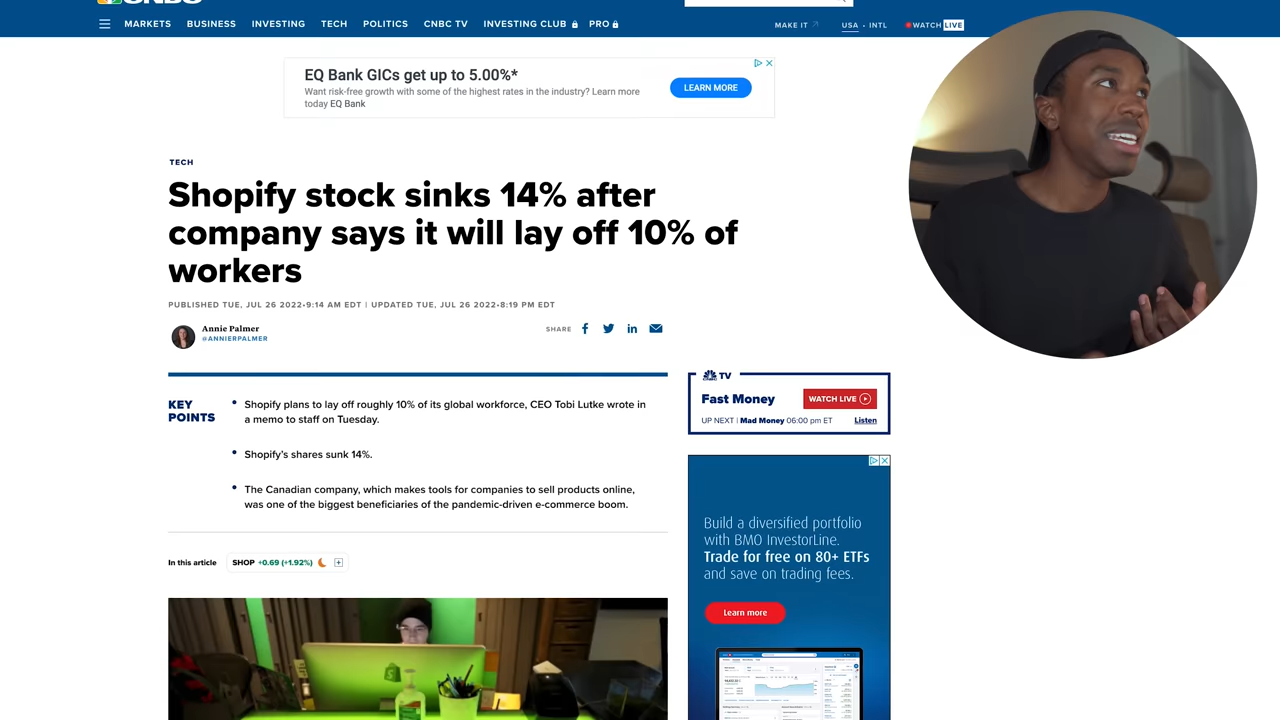 CNBC
MARKETS BUSINESS INVESTING TECH POLITICS CNBC TV INVESTING CLUB PRO
MAKE IT USA • INTL WATCH LIVE
EQ Bank GICs get up to 5.00%*
Want risk-free growth with some of the highest rates in the industry? Learn more
today EQ Bank
LEARN MORE
TECH
Shopify stock sinks 14% after
company says it will lay off 10% of
workers
PUBLISHED TUE, JUL 26 2022•9:14 AM EDT | UPDATED TUE, JUL 26 2022•8:19 PM EDT
Annie Palmer
@ANNIERPALMER
SHARE
KEY
POINTS
• Shopify plans to lay off roughly 10% of its global workforce, CEO Tobi Lutke wrote in
a memo to staff on Tuesday.
• Shopify's shares sunk 14%.
• The Canadian company, which makes tools for companies to sell products online,
was one of the biggest beneficiaries of the pandemic-driven e-commerce boom.
In this article SHOP +0.69 (+1.92%)
TV
Fast Money
WATCH LIVE
UP NEXT | Mad Money 06:00 pm ET
Listen
Build a diversified portfolio
with BMO InvestorLine.
Trade for free on 80+ ETFs
and save on trading fees.
Learn more